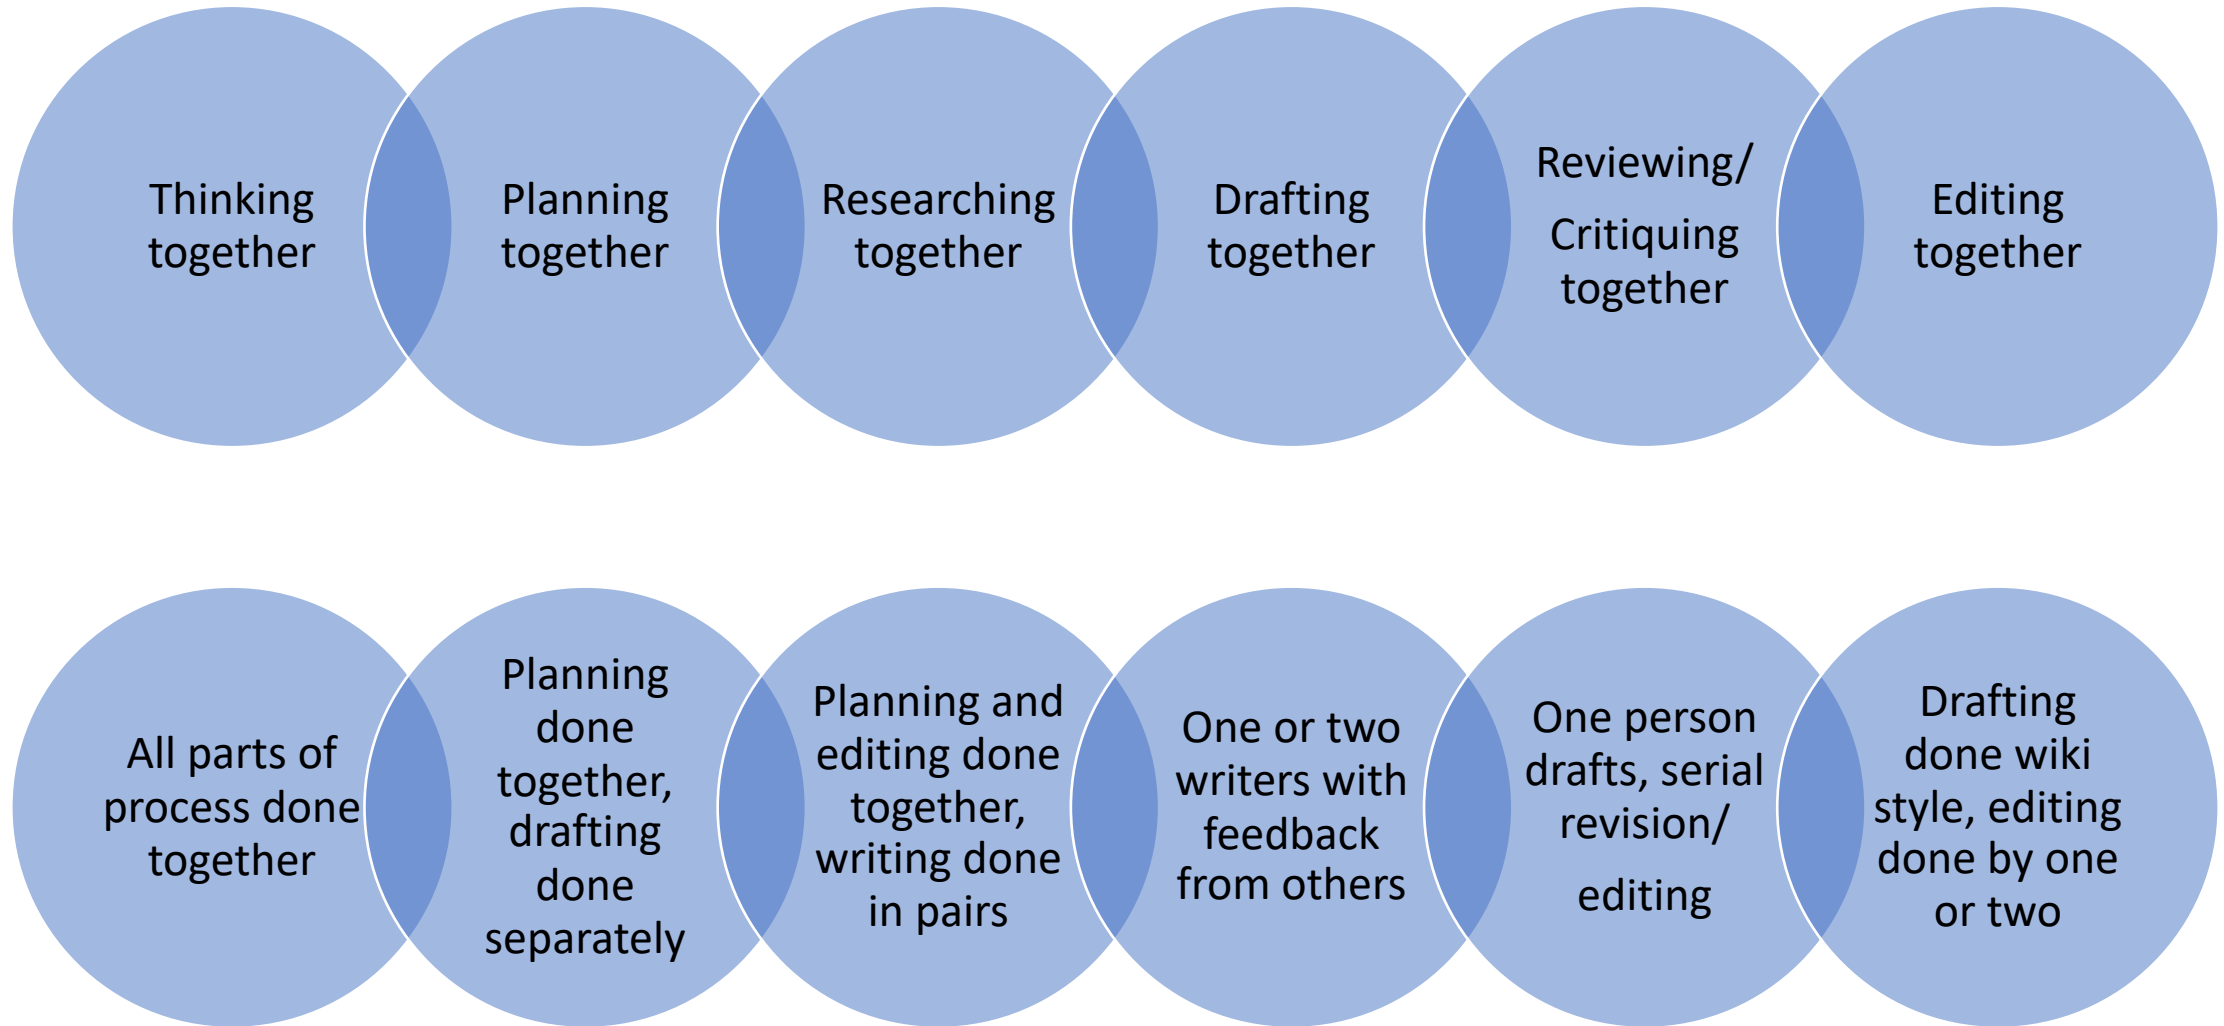 Thinking
together
Planning
together
Researching
together
Drafting
together
Reviewing/
Critiquing
together
Editing
together
All parts of
process done
together
Planning
done
together,
drafting
done
separately
Planning and
editing done
together,
writing done
in pairs
One or two
writers with
feedback
from others
One person
drafts, serial
revision/
editing
Drafting
done wiki
style, editing
done by one
or two